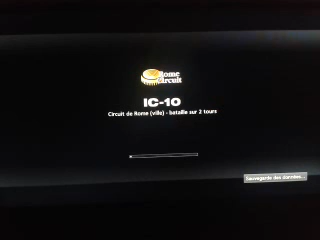 Rome
Circuit
IC-10
Circuit de Rome (ville) - bataille sur 2 tours
Sauvegarde des données...